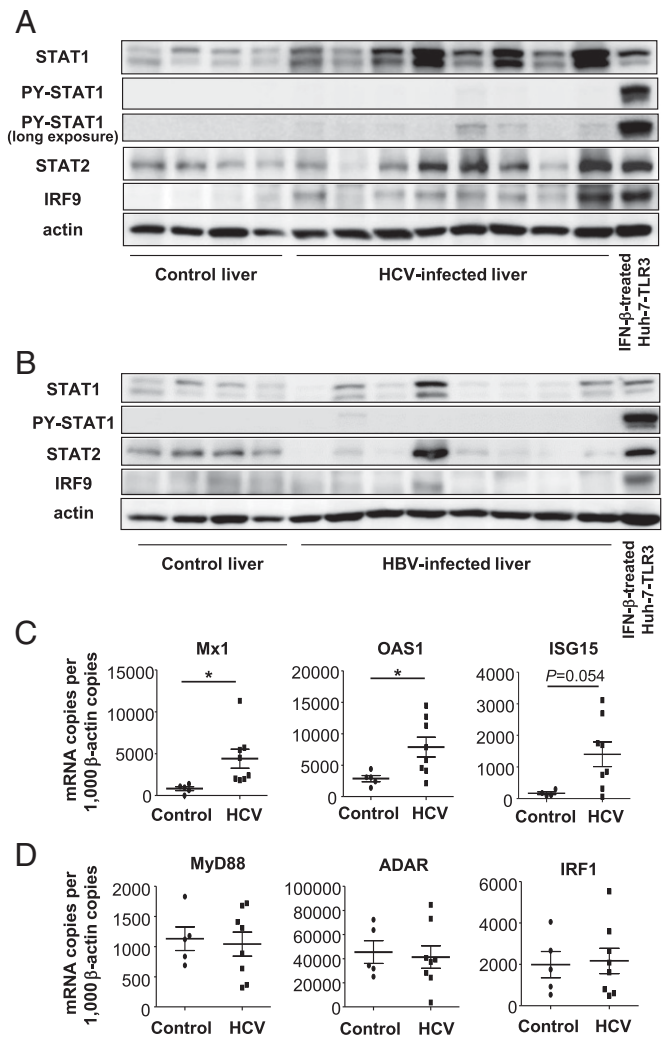 A
STAT1
PY-STAT1
PY-STAT1
(long exposure)
STAT2
IRF9
actin
Control liver
HCV-infected liver
IFN-β-treated
Huh-7-TLR3
B
STAT1
PY-STAT1
STAT2
IRF9
actin
Control liver
HBV-infected liver
IFN-β-treated
Huh-7-TLR3
C
mRNA copies per
1,000 β-actin copies
Mx1
15000
10000
5000
0
*
Control HCV
OAS1
20000
15000
10000
5000
0
*
Control HCV
ISG15
4000
3000
2000
1000
0
P=0.054
Control HCV
D
mRNA copies per
1,000 β-actin copies
MyD88
2000
1500
1000
500
0
Control HCV
ADAR
100000
80000
60000
40000
20000
0
Control HCV
IRF1
6000
4000
2000
0
Control HCV